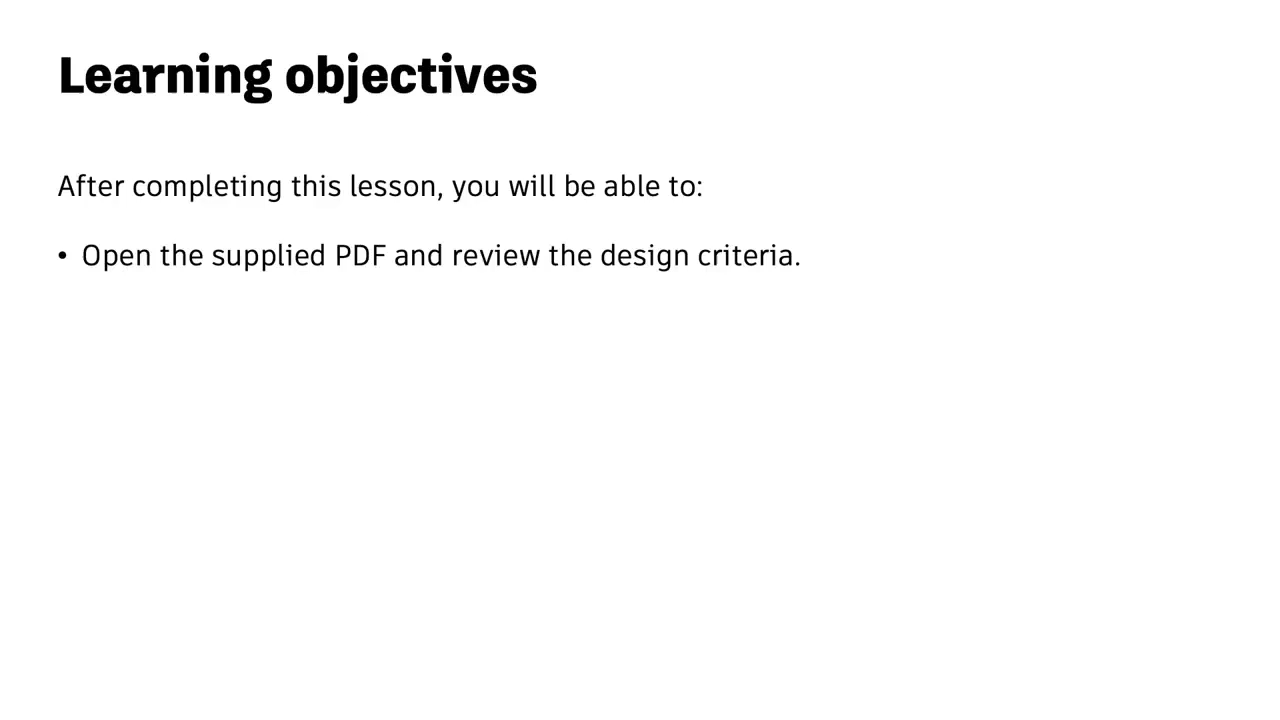 Learning objectives
After completing this lesson, you will be able to:
• Open the supplied PDF and review the design criteria.